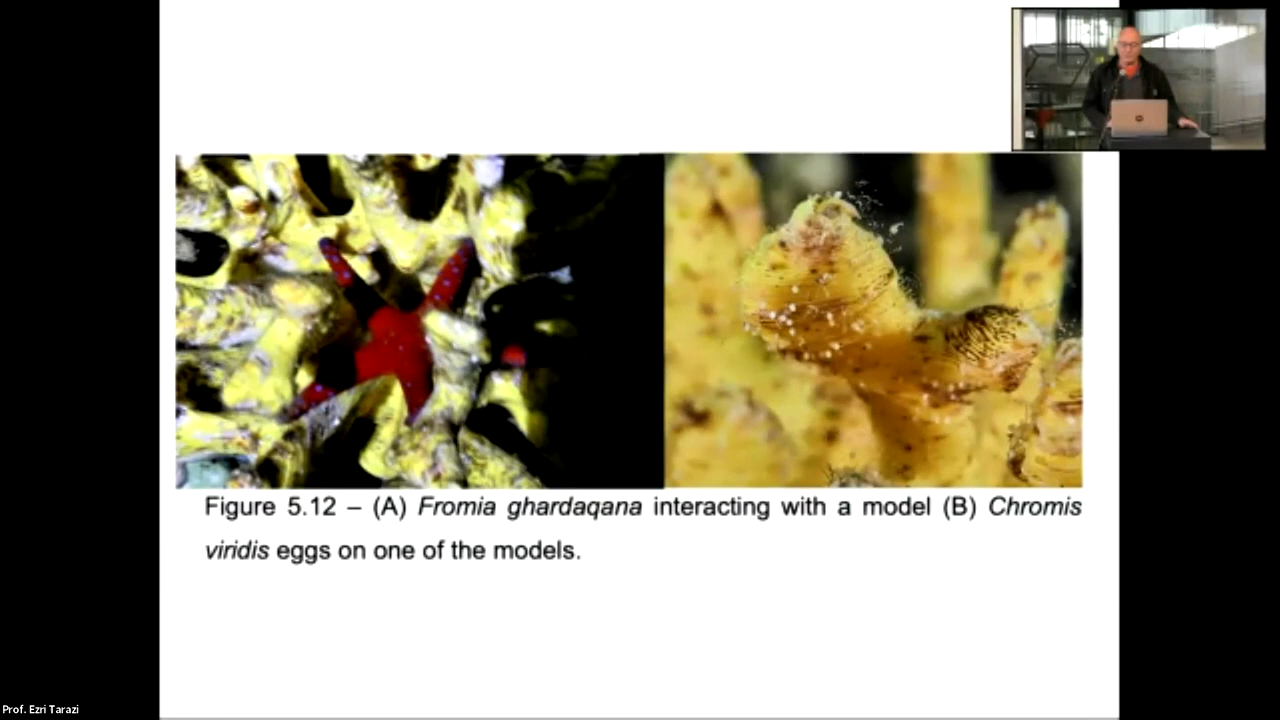 Figure 5.12 – (A) Fromia ghardaqana interacting with a model (B) Chromis
viridis eggs on one of the models.
Prof. Ezri Tarazi